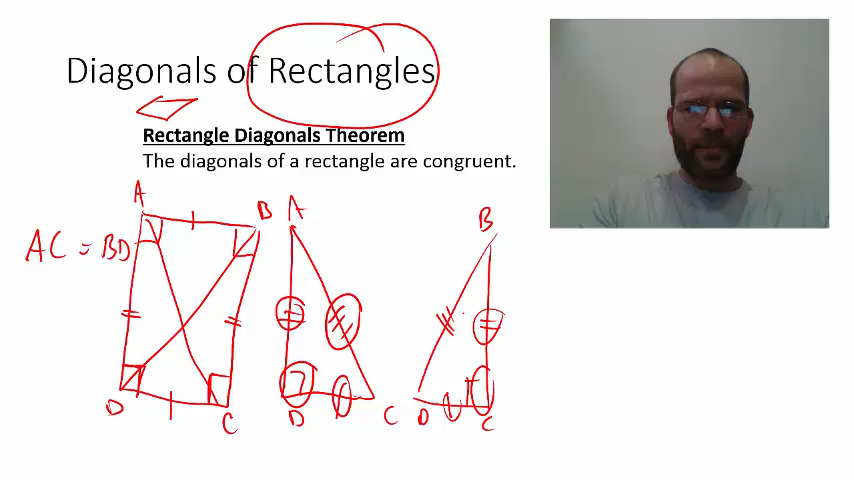 Diagonals of Rectangles
Rectangle Diagonals Theorem
The diagonals of a rectangle are congruent.
A
B A
B
AC = BD
D
C
D C
D C